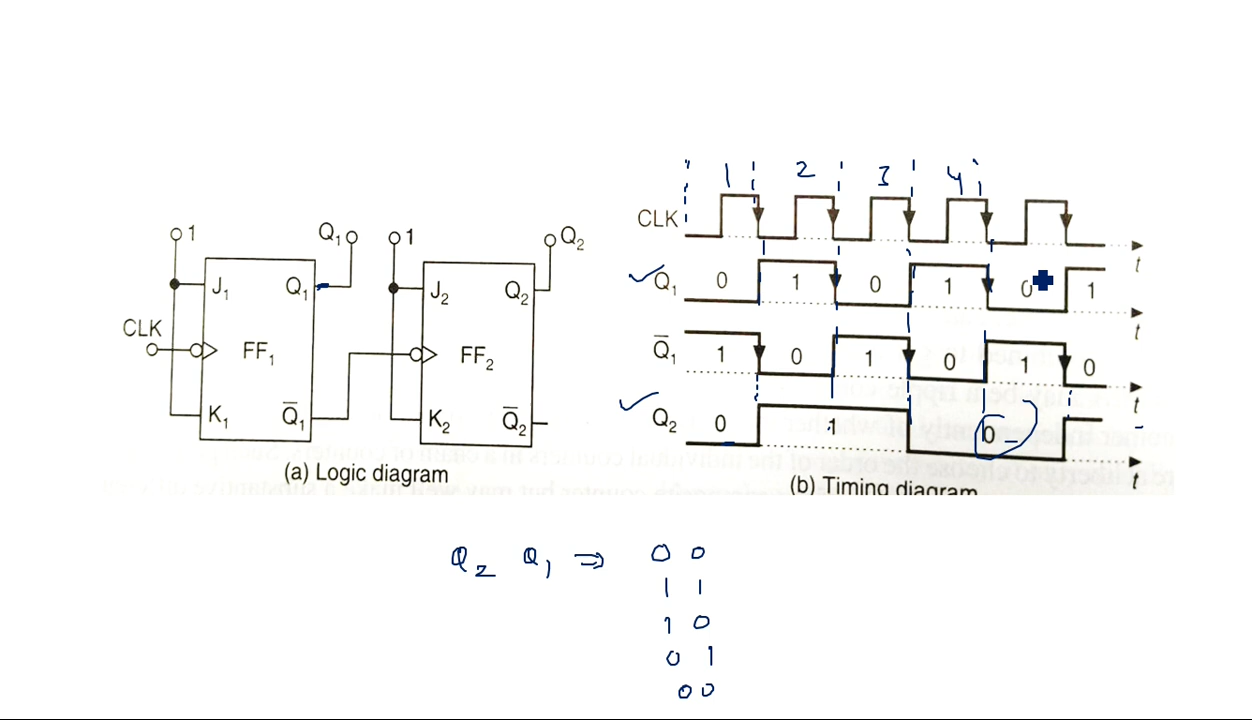 1 2 3 4
CLK
t
1 Q₁ 1 Q₂
J₁ Q₁ J₂ Q₂
Q₁ 0 1 0 1 0 1
t
CLK FF₁ FF₂
Q̅₁ 1 0 1 0 1 0
t
K₁ Q̅₁ K₂ Q̅₂
Q₂ 0 1 0
t
(a) Logic diagram
(b) Timing diagram
Q₂ Q₁ ⇒ 0 0
1 1
1 0
0 1
0 0